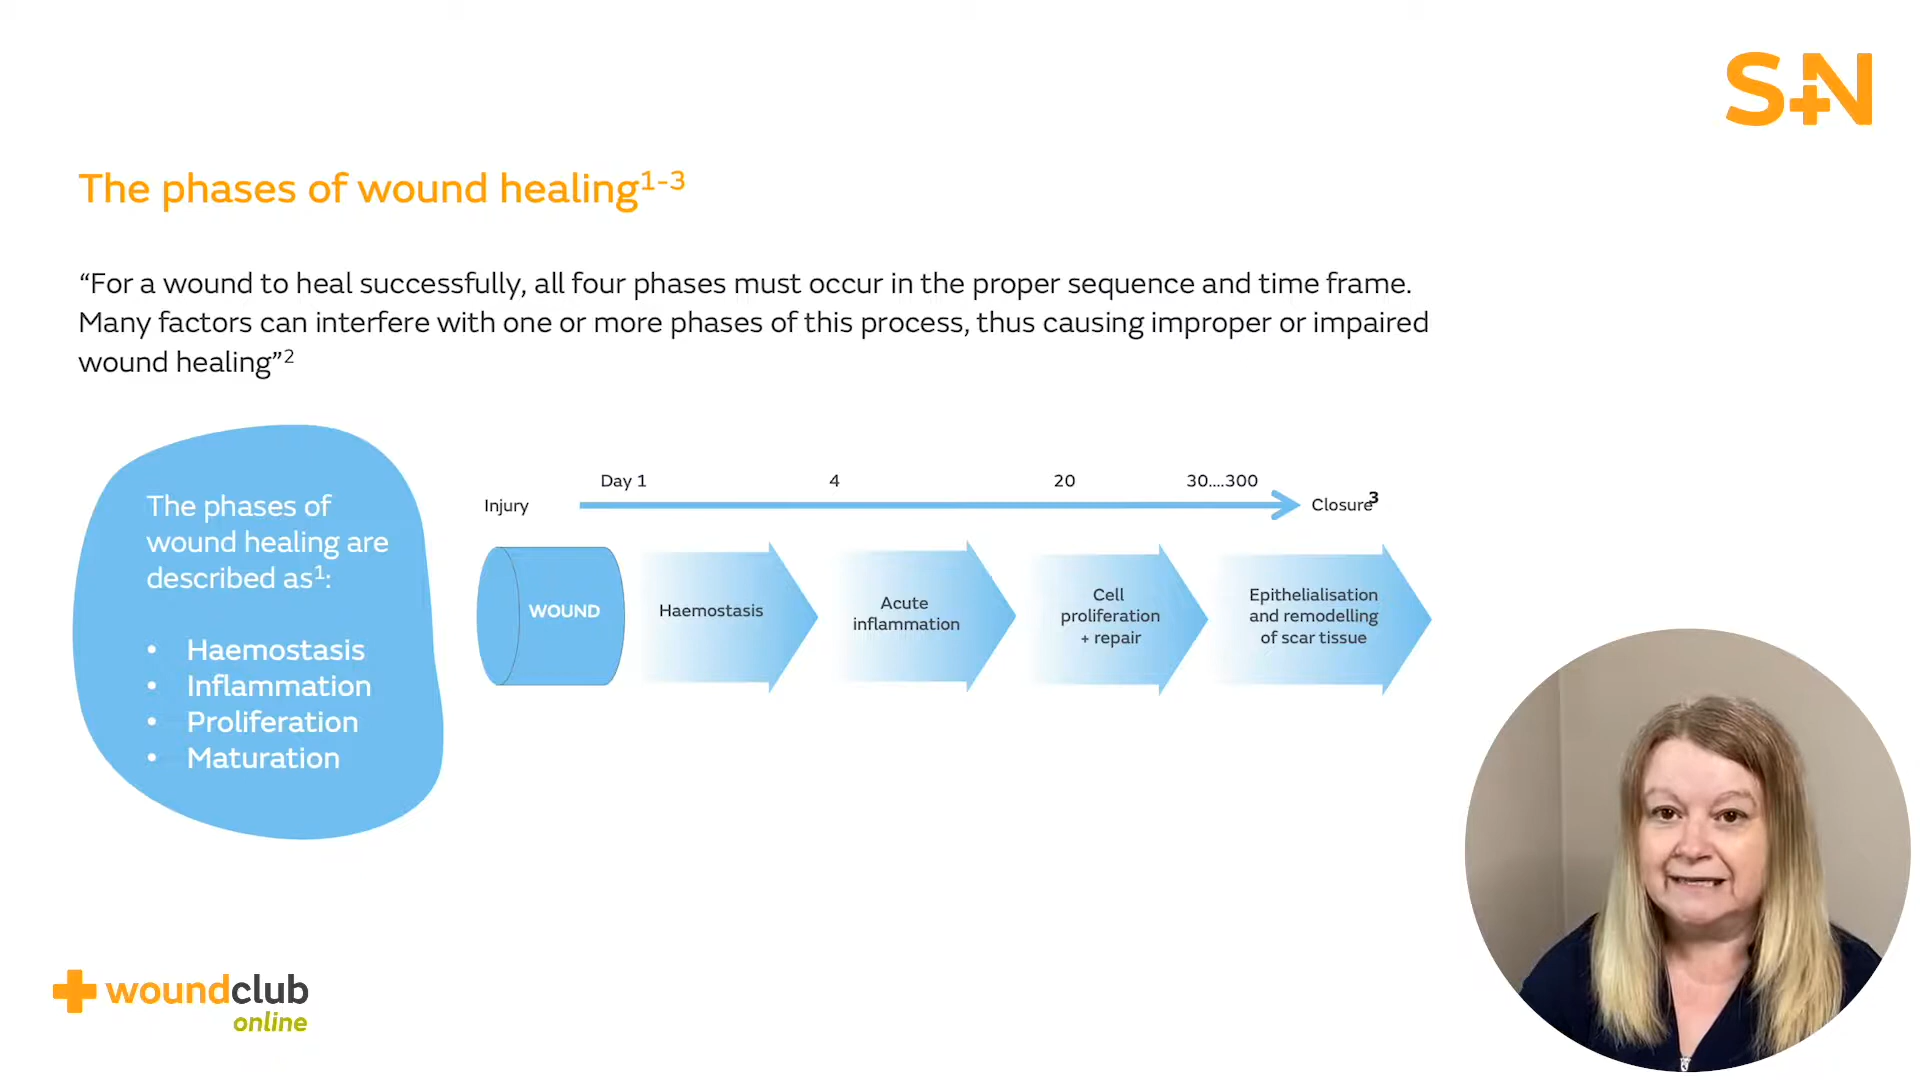 S+N
The phases of wound healing1-3
“For a wound to heal successfully, all four phases must occur in the proper sequence and time frame.
Many factors can interfere with one or more phases of this process, thus causing improper or impaired
wound healing”2
The phases of
wound healing are
described as1:
• Haemostasis
• Inflammation
• Proliferation
• Maturation
Injury
Day 1
4
20
30....300
Closure3
WOUND
Haemostasis
Acute
inflammation
Cell
proliferation
+ repair
Epithelialisation
and remodelling
of scar tissue
woundclub
online